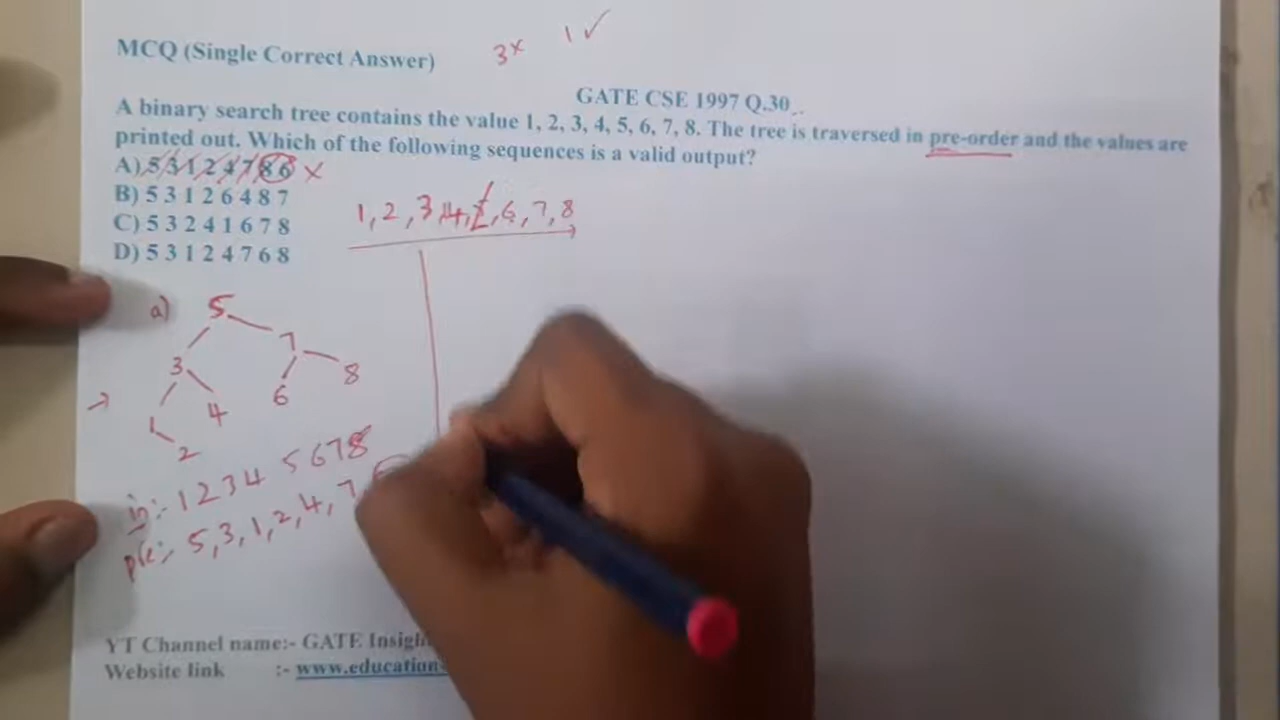 3 x 1 ✓
MCQ (Single Correct Answer)
GATE CSE 1997 Q.30
A binary search tree contains the value 1, 2, 3, 4, 5, 6, 7, 8. The tree is traversed in pre-order and the values are
printed out. Which of the following sequences is a valid output?
A) 5 3 1 2 4 7 8 6 x
B) 5 3 1 2 6 4 8 7
C) 5 3 2 4 1 6 7 8
D) 5 3 1 2 4 7 6 8
1, 2, 3, 4, 5, 6, 7, 8
a) 5
7
3
8
6
4
1
2
in:- 1 2 3 4 5 6 7 8
pre:- 5, 3, 1, 2, 4, 7,
YT Channel name:- GATE
Website link :-